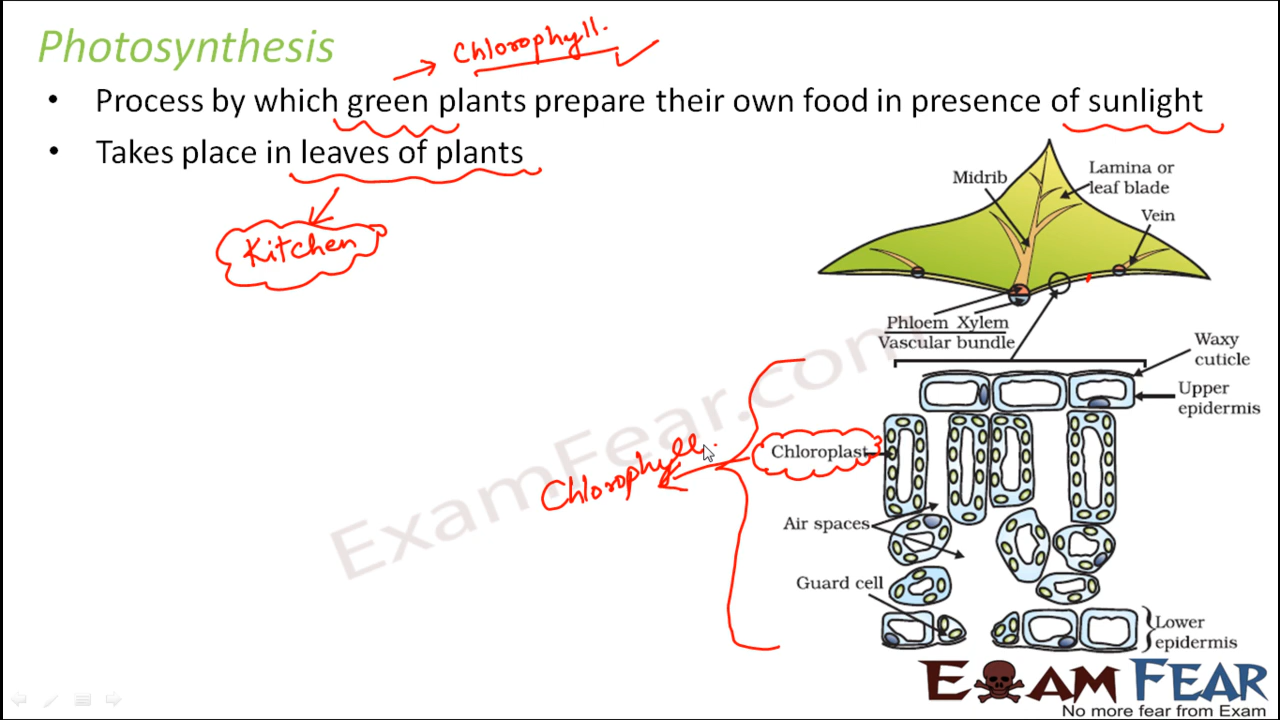 Photosynthesis
→ Chlorophyll.
• Process by which green plants prepare their own food in presence of sunlight
• Takes place in leaves of plants
Kitchen
Midrib
Lamina or
leaf blade
Vein
Phloem Xylem
Vascular bundle
Waxy
cuticle
Upper
epidermis
Chloroplast
Chlorophyll.
Air spaces
Guard cell
Lower
epidermis
ExamFear.com
EXAM FEAR
No more fear from Exam